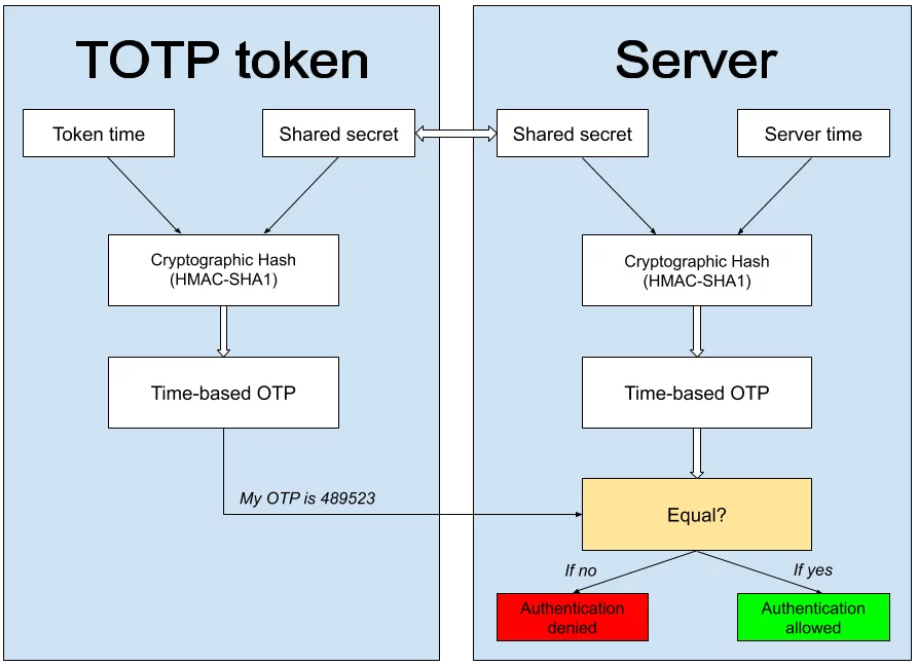 TOTP token
Server
Token time
Shared secret
Shared secret
Server time
Cryptographic Hash
(HMAC-SHA1)
Cryptographic Hash
(HMAC-SHA1)
Time-based OTP
Time-based OTP
My OTP is 489523
Equal?
If no
If yes
Authentication
denied
Authentication
allowed